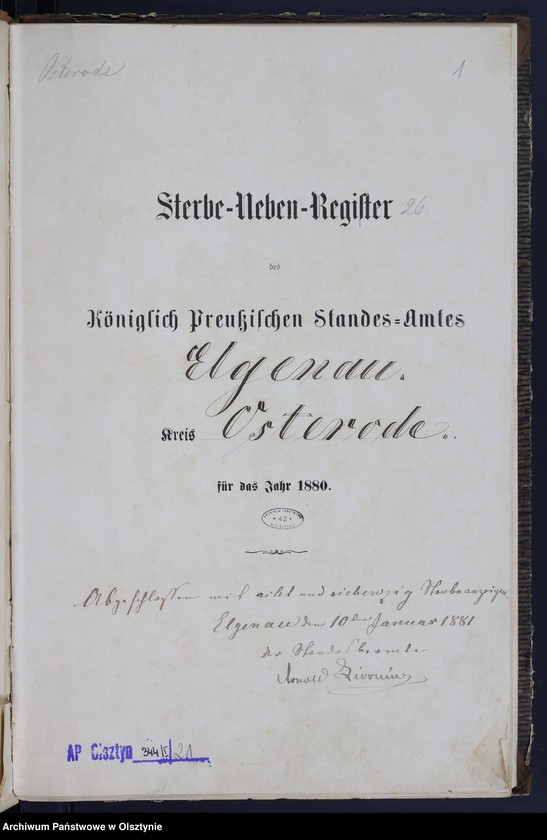 Osterode
1
Sterbe-Neben-Register 26
des
Königlich Preußischen Standes-Amtes
Elgenau.
Kreis Osterode.
für das Jahr 1880.
* 42 *
Abgeschlossen mit acht und siebenzig Sterbeanzeigen.
Elgenau den 10ten Januar 1881
der Standesbeamte
Arnold
AP Olsztyn 344/I/21
Archiwum Państwowe w Olsztynie